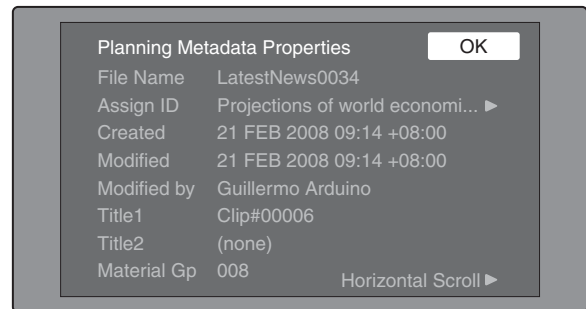 Planning Metadata Properties OK
File Name LatestNews0034
Assign ID Projections of world economi... ▶
Created 21 FEB 2008 09:14 +08:00
Modified 21 FEB 2008 09:14 +08:00
Modified by Guillermo Arduino
Title1 Clip#00006
Title2 (none)
Material Gp 008
Horizontal Scroll ▶